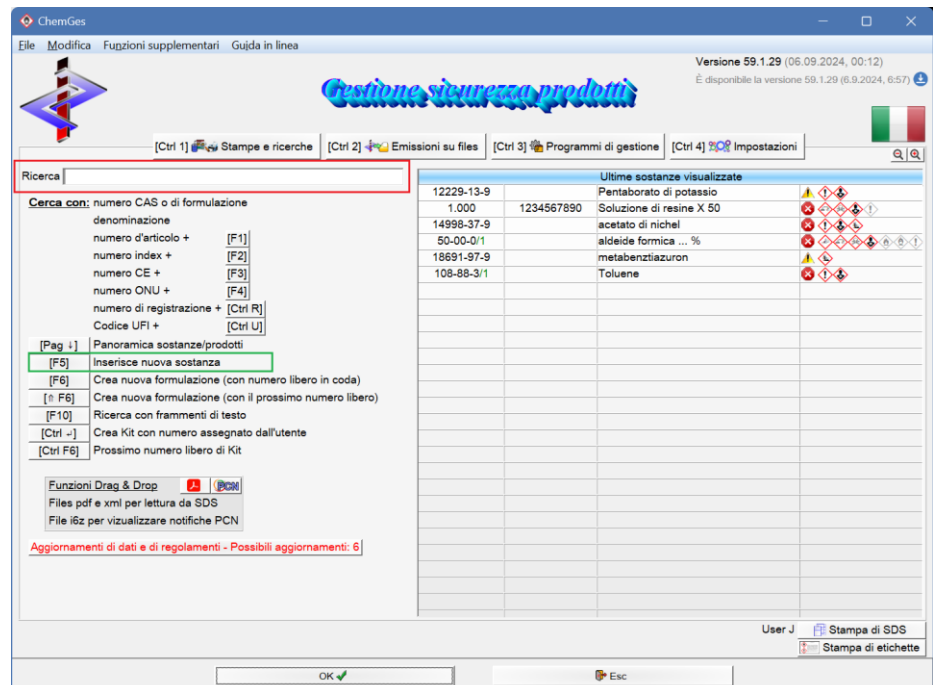 ChemGes
File Modifica Funzioni supplementari Guida in linea
Versione 59.1.29 (06.09.2024, 00:12)
È disponibile la versione 59.1.29 (6.9.2024, 6:57)
Gestione sicurezza prodotti
[Ctrl 1] Stampe e ricerche [Ctrl 2] Emissioni su files [Ctrl 3] Programmi di gestione [Ctrl 4] Impostazioni
Ricerca
Cerca con: numero CAS o di formulazione
denominazione
numero d'articolo + [F1]
numero index + [F2]
numero CE + [F3]
numero ONU + [F4]
numero di registrazione + [Ctrl R]
Codice UFI + [Ctrl U]
[Pag ↓] Panoramica sostanze/prodotti
[F5] Inserisce nuova sostanza
[F6] Crea nuova formulazione (con numero libero in coda)
[⇑ F6] Crea nuova formulazione (con il prossimo numero libero)
[F10] Ricerca con frammenti di testo
[Ctrl ↵] Crea Kit con numero assegnato dall'utente
[Ctrl F6] Prossimo numero libero di Kit
Funzioni Drag & Drop PCN
Files pdf e xml per lettura da SDS
File i6z per vizualizzare notifiche PCN
Aggiornamenti di dati e di regolamenti - Possibili aggiornamenti: 6
Ultime sostanze visualizzate
12229-13-9 Pentaborato di potassio
1.000 1234567890 Soluzione di resine X 50
14998-37-9 acetato di nichel
50-00-0/1 aldeide formica ... %
18691-97-9 metabenztiazuron
108-88-3/1 Toluene
User J Stampa di SDS
Stampa di etichette
OK Esc